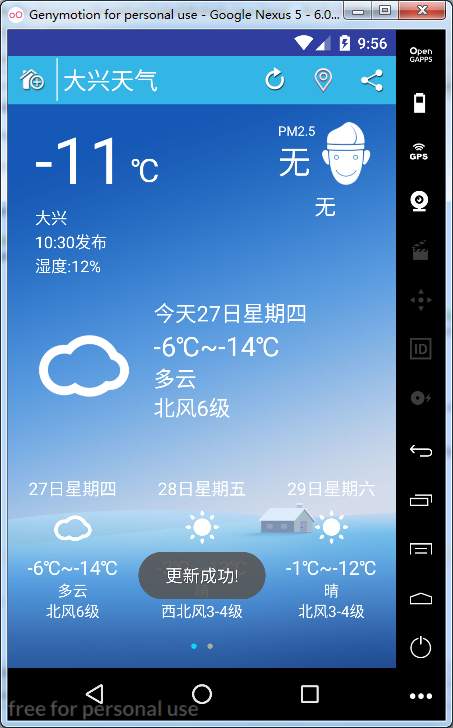 Genymotion for personal use - Google Nexus 5 - 6.0...
9:56
大兴天气
-11℃
PM2.5
无
无
大兴
10:30发布
湿度:12%
今天27日星期四
-6℃~-14℃
多云
北风6级
27日星期四
28日星期五
29日星期六
-6℃~-14℃
-1℃~-12℃
多云
晴
晴
北风6级
西北风3-4级
北风3-4级
更新成功!
free for personal use
Open
GAPPS
GPS
ID